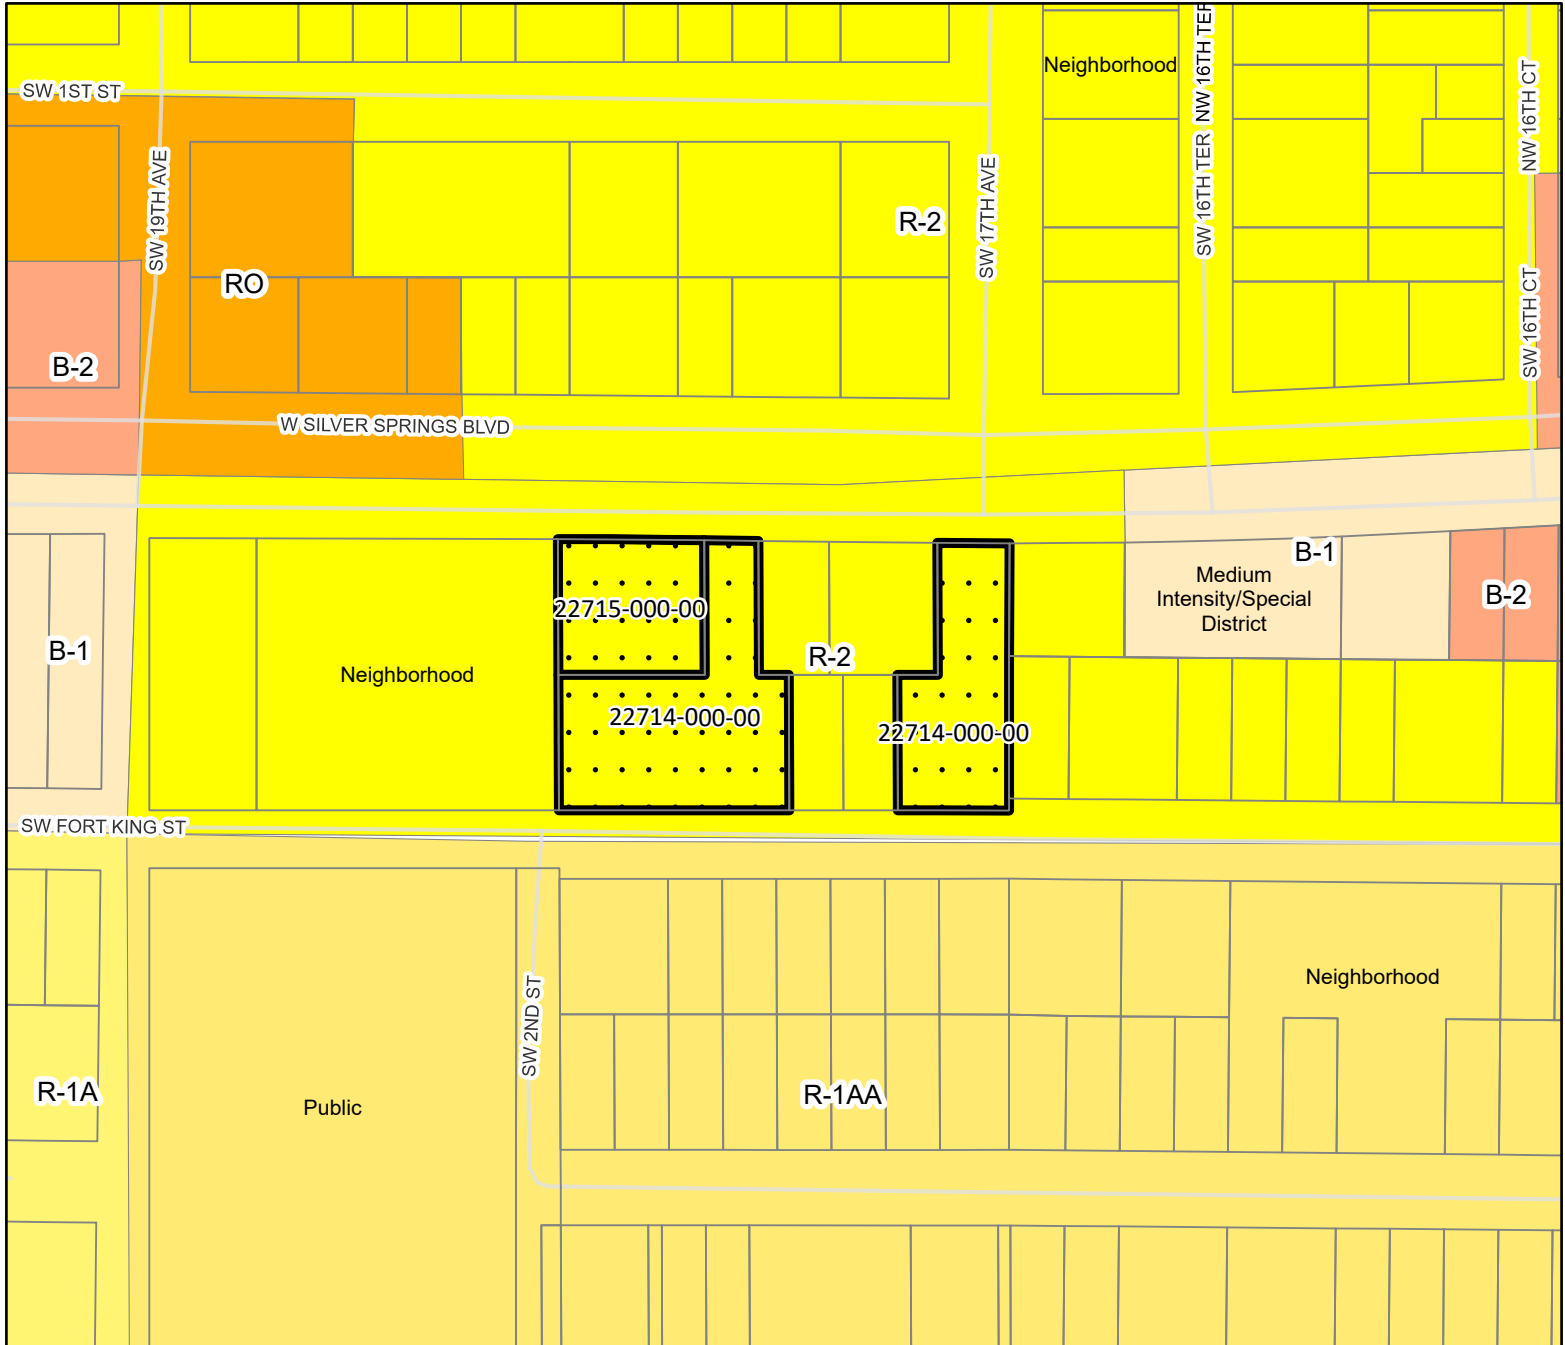 Neighborhood
NW 16TH TER
NW 16TH CT
SW 1ST ST
SW 19TH AVE
SW 17TH AVE
SW 16TH TER
R-2
RO
SW 16TH CT
B-2
W SILVER SPRINGS BLVD
B-1
Medium
Intensity/Special
District
B-2
22715-000-00
B-1
R-2
Neighborhood
22714-000-00
22714-000-00
SW FORT KING ST
Neighborhood
SW 2ND ST
R-1A
R-1AA
Public